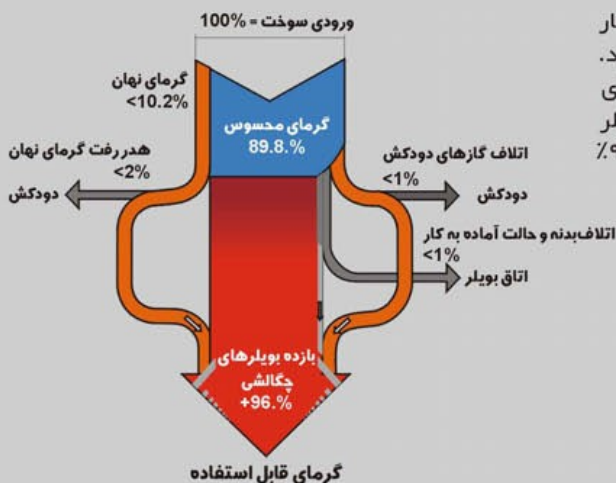 ورودی سوخت = 100%
گرمای نهان
<10.2%
گرمای محسوس
89.8.%
هدر رفت گرمای نهان
<2%
دودکش
اتلاف گازهای دودکش
<1%
دودکش
اتلاف بدنه و حالت آماده به کار
<1%
اتاق بویلر
بازده بویلرهای
چگالشی
+96.%
گرمای قابل استفاده